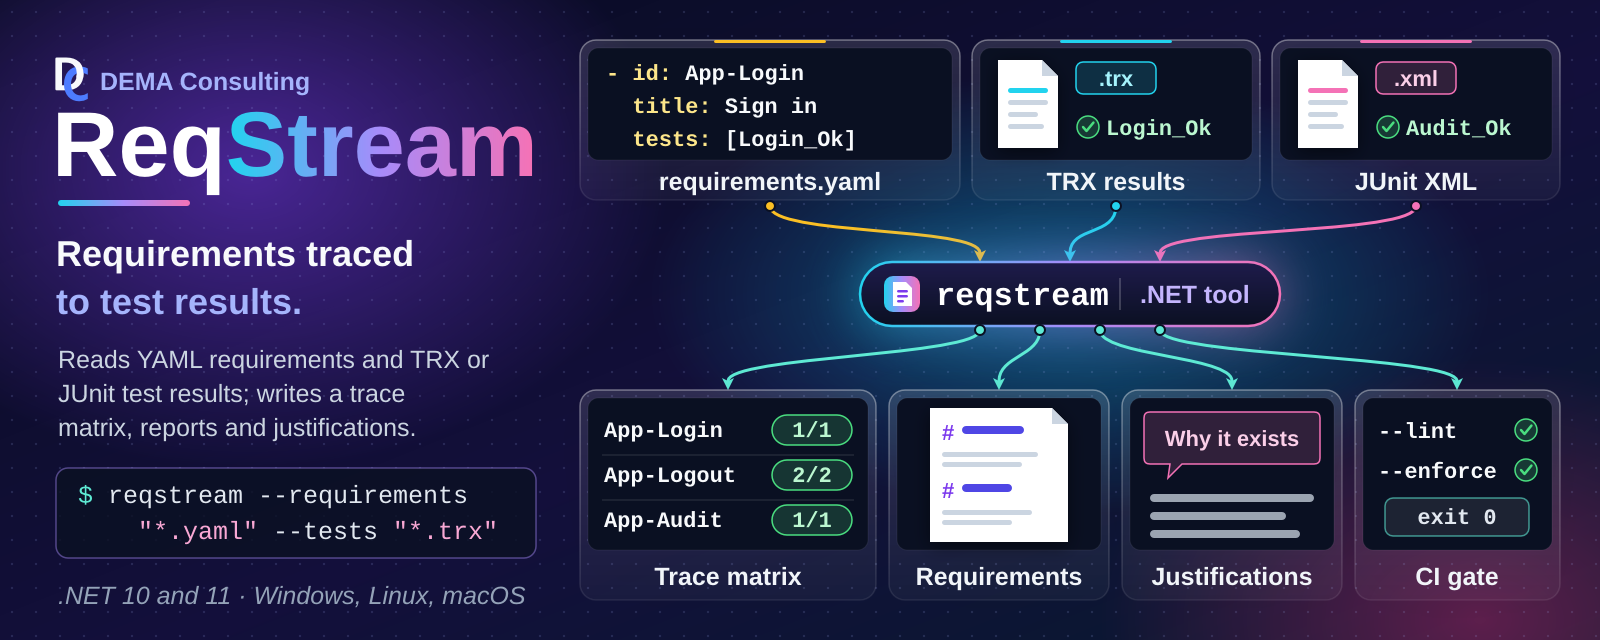 DC DEMA Consulting
ReqStream
Requirements traced
to test results.
Reads YAML requirements and TRX or
JUnit test results; writes a trace
matrix, reports and justifications.
$ reqstream --requirements
"*.yaml" --tests "*.trx"
.NET 10 and 11 · Windows, Linux, macOS
- id: App-Login
title: Sign in
tests: [Login_Ok]
requirements.yaml
.trx
Login_Ok
TRX results
.xml
Audit_Ok
JUnit XML
reqstream .NET tool
App-Login 1/1
App-Logout 2/2
App-Audit 1/1
Trace matrix
#
#
Requirements
Why it exists
Justifications
--lint
--enforce
exit 0
CI gate